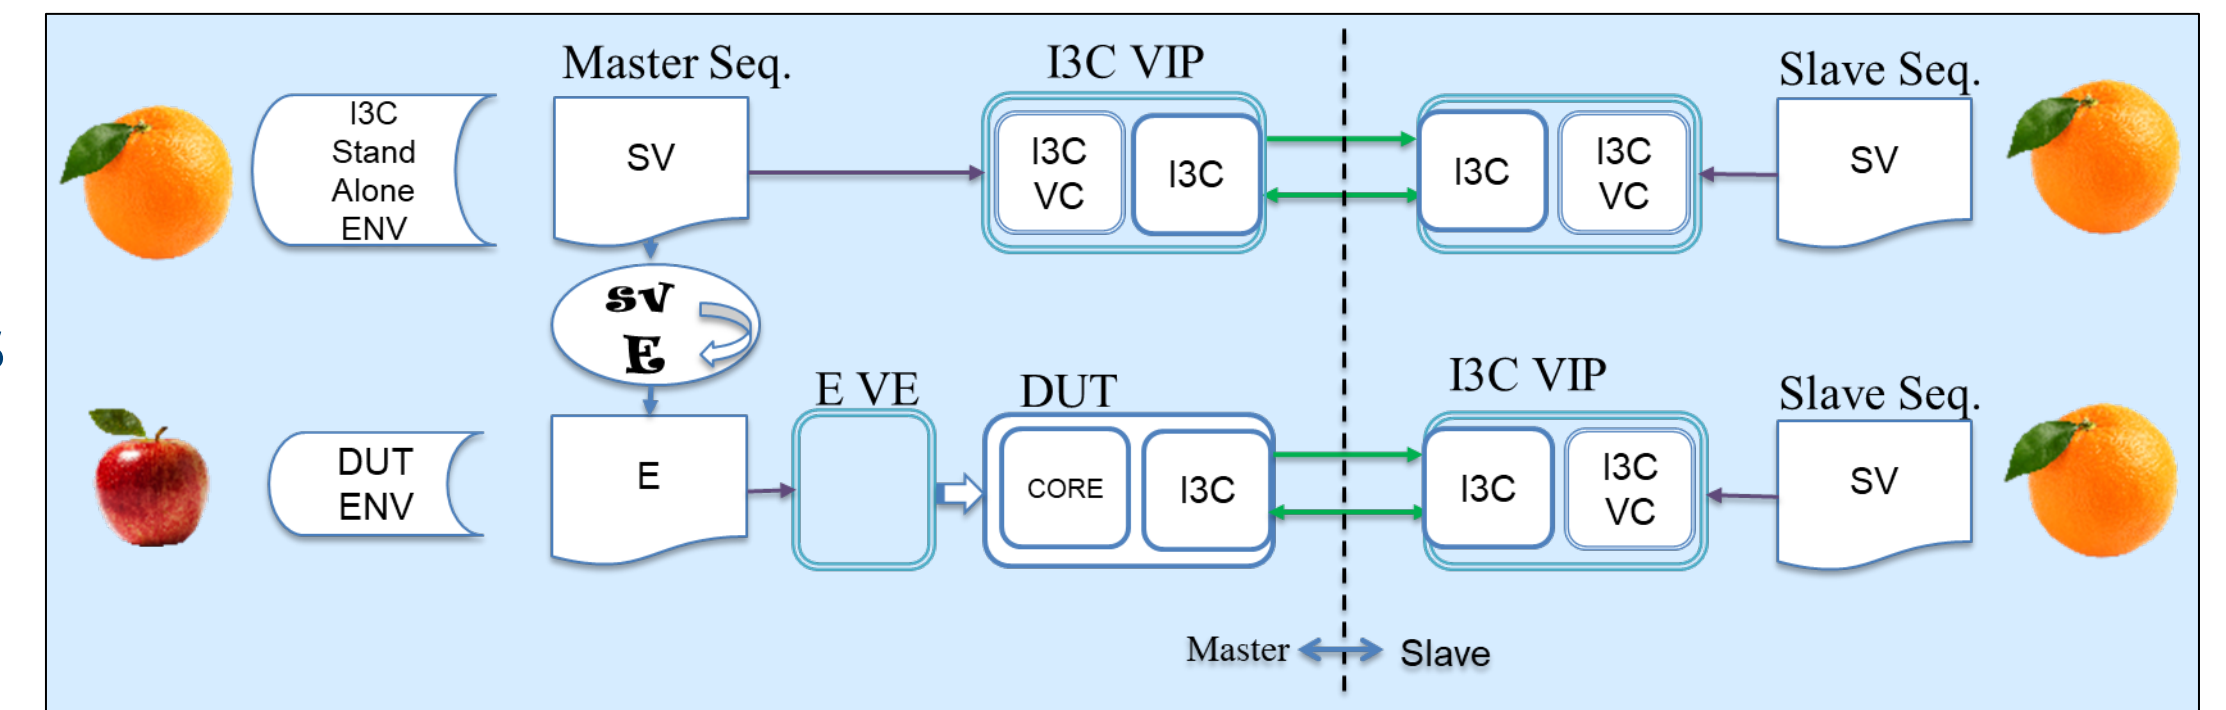 Master Seq.
I3C VIP
Slave Seq.
I3C
Stand
Alone
ENV
SV
I3C
VC
I3C
I3C
I3C
VC
SV
SV
E
E VE
DUT
I3C VIP
Slave Seq.
DUT
ENV
E
CORE
I3C
I3C
I3C
VC
SV
Master
Slave